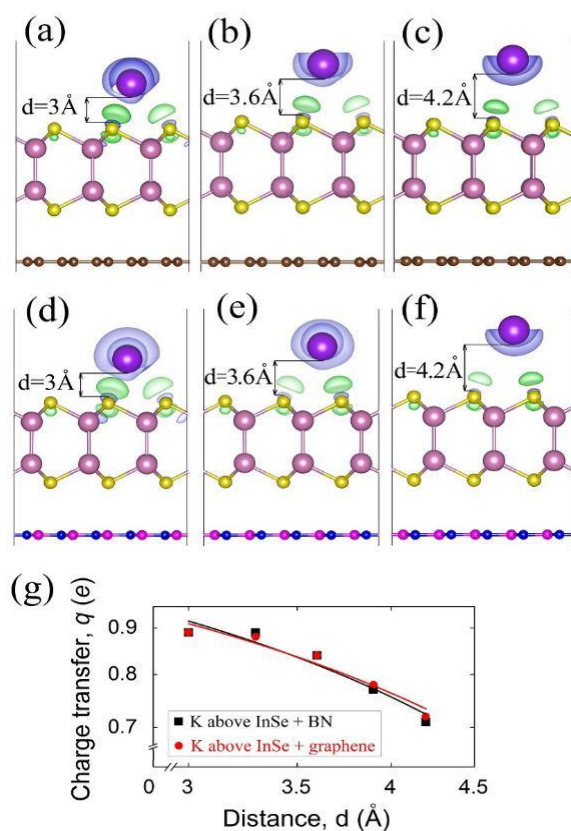 (a) (b) (c)
d=3Å d=3.6Å d=4.2Å
(d) (e) (f)
d=3Å d=3.6Å d=4.2Å
(g)
Charge transfer, q (e)
0.9
0.8
0.7
0 3 3.5 4 4.5
K above InSe + BN
K above InSe + graphene
Distance, d (Å)